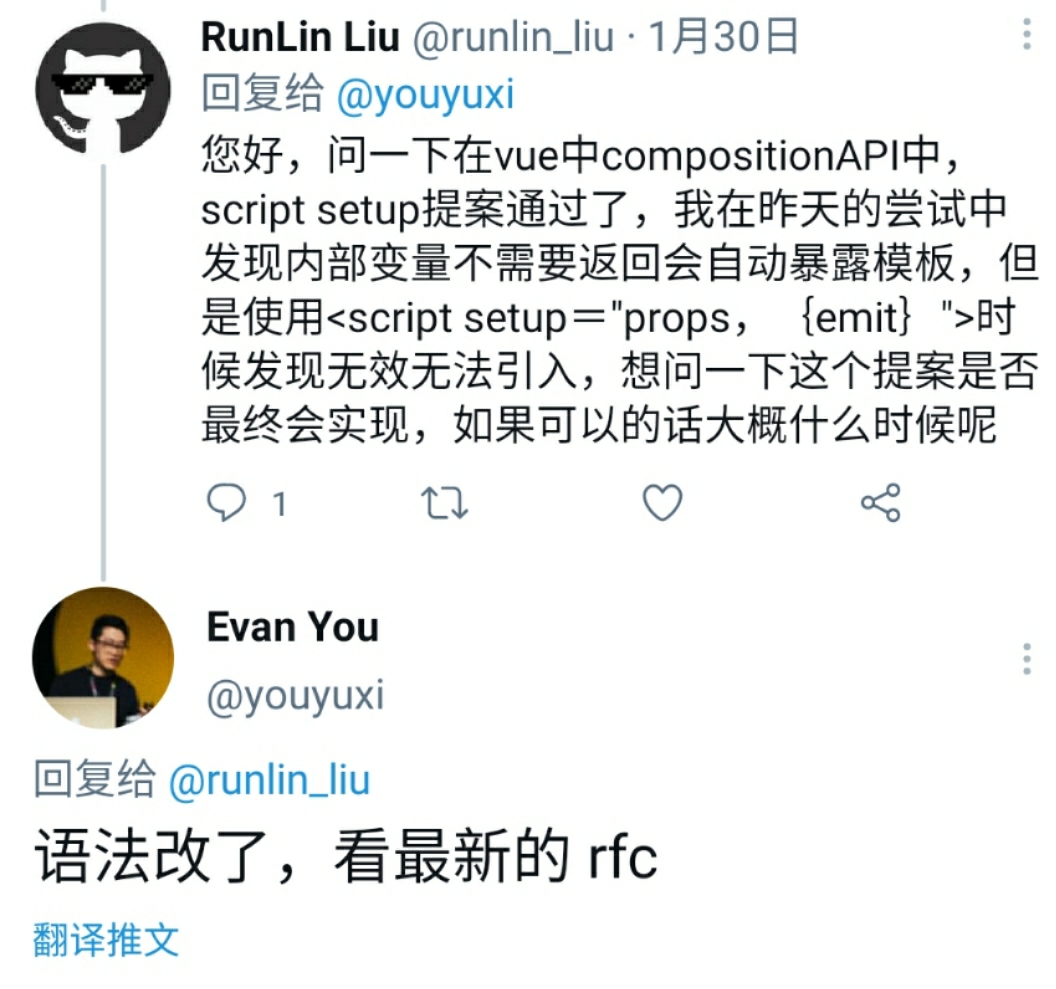 RunLin Liu @runlin_liu · 1月30日
回复给 @youyuxi
您好，问一下在vue中compositionAPI中，
script setup提案通过了，我在昨天的尝试中
发现内部变量不需要返回会自动暴露模板，但
是使用<script setup＝"props， ｛emit｝">时
候发现无效无法引入，想问一下这个提案是否
最终会实现，如果可以的话大概什么时候呢
1
Evan You
@youyuxi
回复给 @runlin_liu
语法改了，看最新的 rfc
翻译推文